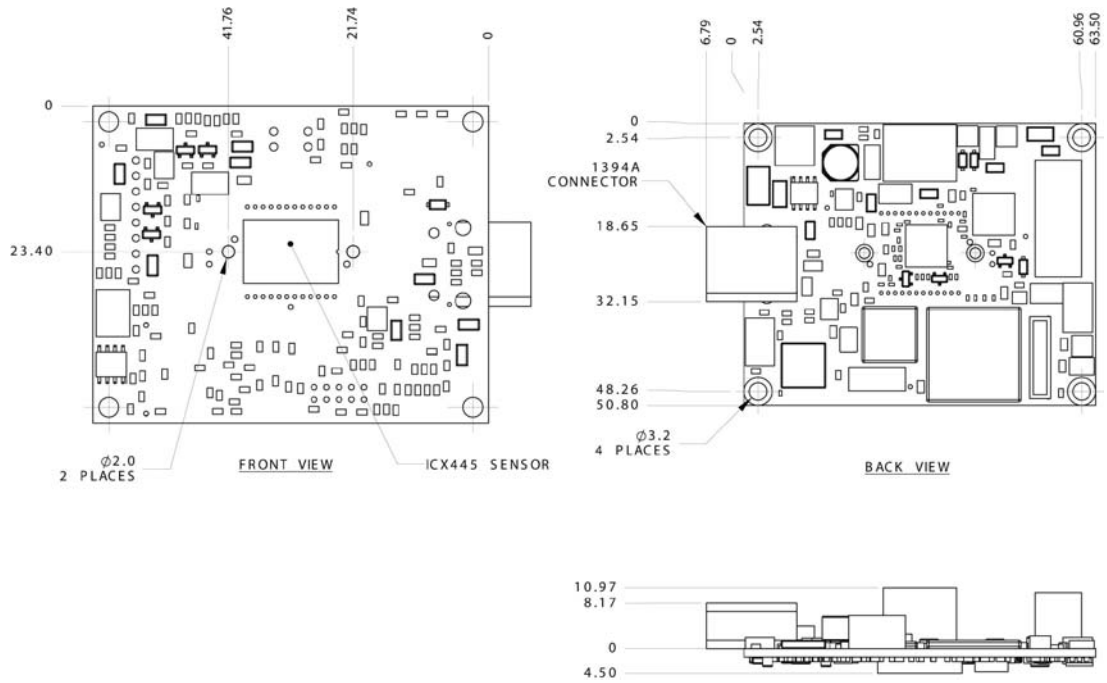 41.76
21.74
0
0
23.40
Ø2.0
2 PLACES
FRONT VIEW
ICX445 SENSOR
6.79
0
2.54
60.96
63.50
0
2.54
1394A
CONNECTOR
18.65
32.15
48.26
50.80
Ø3.2
4 PLACES
BACK VIEW
10.97
8.17
0
4.50